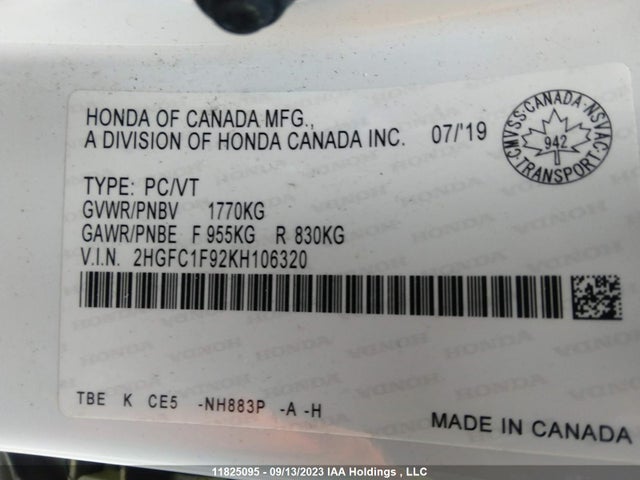 HONDA OF CANADA MFG.,
A DIVISION OF HONDA CANADA INC. 07/'19
CMVSS·CANADA·NSVAC
942
TRANSPORT
TYPE: PC/VT
GVWR/PNBV 1770KG
GAWR/PNBE F 955KG R 830KG
V.I.N. 2HGFC1F92KH106320
TBE K CE5 -NH883P -A -H
MADE IN CANADA
11825095 - 09/13/2023 IAA Holdings , LLC